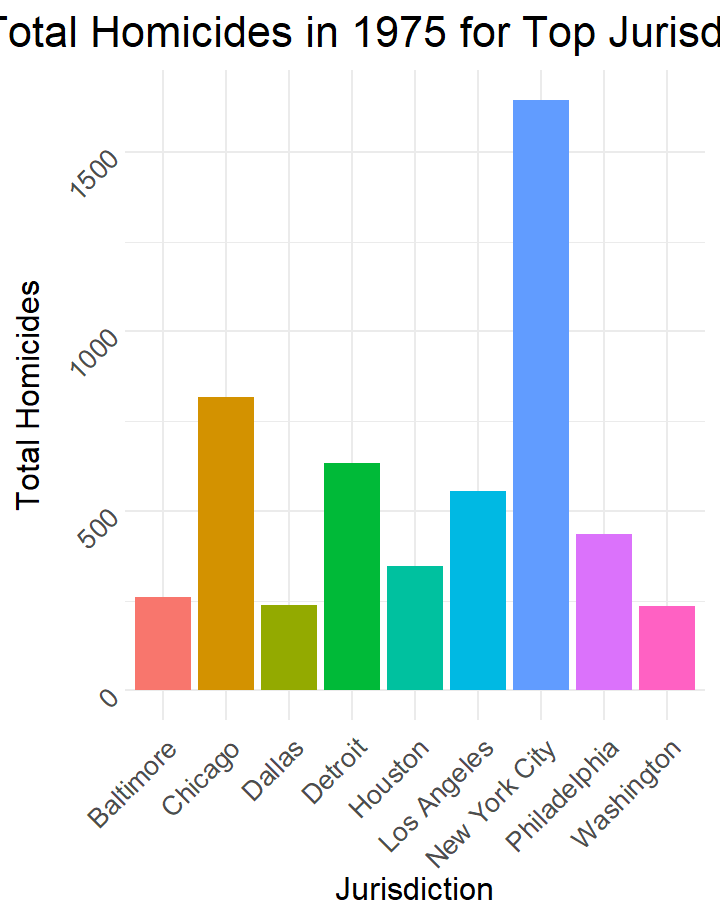 Total Homicides in 1975 for Top Jurisd
Total Homicides
1500
1000
500
0
Baltimore
Chicago
Dallas
Detroit
Houston
Los Angeles
New York City
Philadelphia
Washington
Jurisdiction